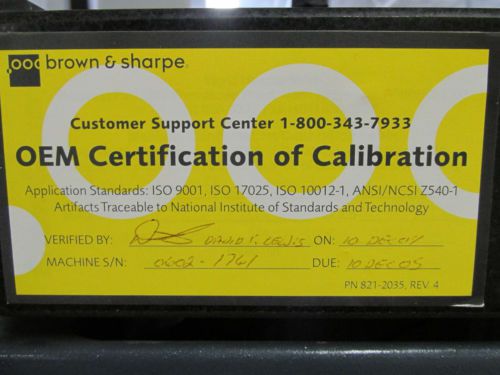 .000 brown & sharpe.
Customer Support Center 1-800-343-7933
OEM Certification of Calibration
Application Standards: ISO 9001, ISO 17025, ISO 10012-1, ANSI/NCSI Z540-1
Artifacts Traceable to National Institute of Standards and Technology
VERIFIED BY: DAVID T. LEWIS ON: 10 DEC 04
MACHINE S/N: 0602-1761 DUE: 10 DEC 05
PN 821-2035, REV. 4